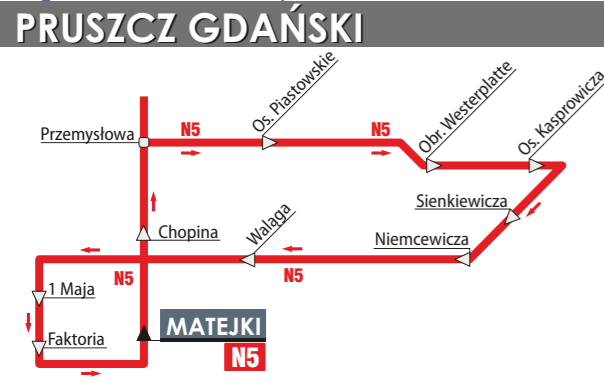 PRUSZCZ GDAŃSKI
Przemysłowa
N5
Os. Piastowskie
N5
Obr. Westerplatte
Os. Kasprowicza
Sienkiewicza
Chopina
Wałaga
Niemcewicza
N5
N5
1 Maja
MATEJKI
Faktoria
N5